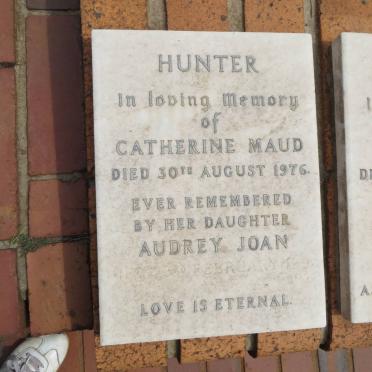 HUNTER
In loving Memory
of
CATHERINE MAUD
DIED 30TH AUGUST 1976.
EVER REMEMBERED
BY HER DAUGHTER
AUDREY JOAN
LOVE IS ETERNAL.